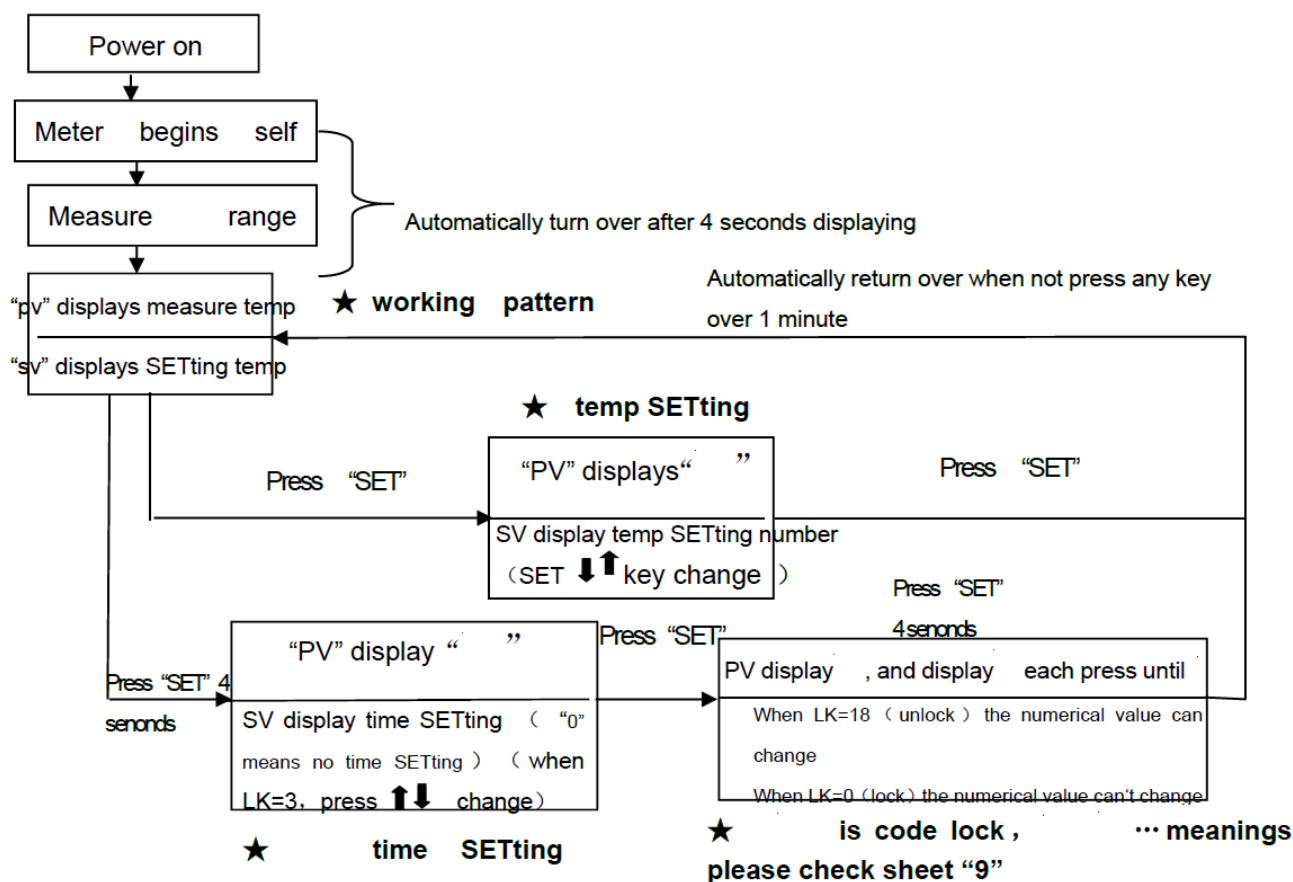 Power on
Meter begins self
Measure range
Automatically turn over after 4 seconds displaying
“pv” displays measure temp
“sv” displays SETting temp
★ working pattern
Automatically return over when not press any key
over 1 minute
★ temp SETting
Press “SET”
“PV” displays“ ”
SV display temp SETting number
（SET ⬇⬆ key change ）
Press “SET”
Press “SET” 4
senonds
“PV” display “ ”
SV display time SETting （ “0”
means no time SETting ） （ when
LK=3, press ⬆⬇ change）
★ time SETting
Press “SET”
Press “SET”
4senonds
PV display , and display each press until
When LK=18 （ unlock ） the numerical value can
change
When LK=0（lock）the numerical value can't change
★ is code lock， ··· meanings
please check sheet “9”